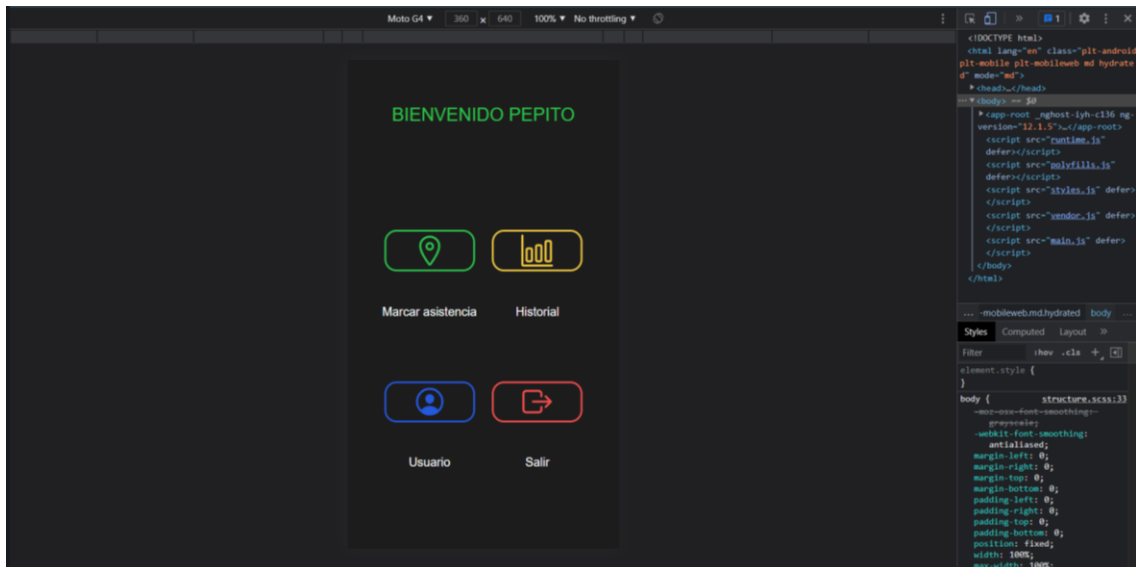 Moto G4 ▼ 360 x 640 100% ▼ No throttling ▼
BIENVENIDO PEPITO
Marcar asistencia Historial
Usuario Salir
» 1
<!DOCTYPE html>
<html lang="en" class="plt-android
plt-mobile plt-mobileweb md hydrate
d" mode="md">
▶<head>…</head>
···▼<body> == $0
▶<app-root _nghost-iyh-c136 ng-
version="12.1.5">…</app-root>
<script src="runtime.js"
defer></script>
<script src="polyfills.js"
defer></script>
<script src="styles.js" defer>
</script>
<script src="vendor.js" defer>
</script>
<script src="main.js" defer>
</script>
</body>
</html>
... -mobileweb.md.hydrated body ...
Styles Computed Layout »
Filter :hov .cls +
element.style {
}
body { structure.scss:33
-moz-osx-font-smoothing:
grayscale;
-webkit-font-smoothing:
antialiased;
margin-left: 0;
margin-right: 0;
margin-top: 0;
margin-bottom: 0;
padding-left: 0;
padding-right: 0;
padding-top: 0;
padding-bottom: 0;
position: fixed;
width: 100%;
max-width: 100%;